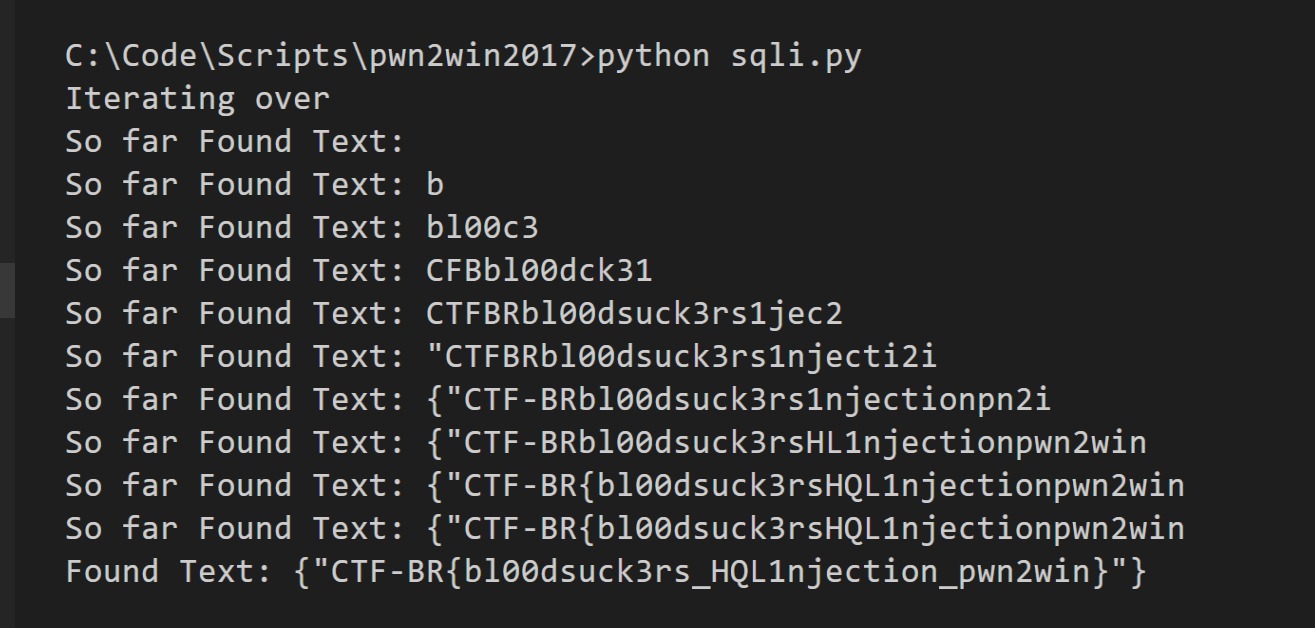 C:\Code\Scripts\pwn2win2017>python sqli.py
Iterating over
So far Found Text:
So far Found Text: b
So far Found Text: bl00c3
So far Found Text: CFBbl00dck31
So far Found Text: CTFBRbl00dsuck3rs1jec2
So far Found Text: "CTFBRbl00dsuck3rs1njecti2i
So far Found Text: {"CTF-BRbl00dsuck3rs1njectionpn2i
So far Found Text: {"CTF-BRbl00dsuck3rsHL1njectionpwn2win
So far Found Text: {"CTF-BR{bl00dsuck3rsHQL1njectionpwn2win
So far Found Text: {"CTF-BR{bl00dsuck3rsHQL1njectionpwn2win
Found Text: {"CTF-BR{bl00dsuck3rs_HQL1njection_pwn2win}"}